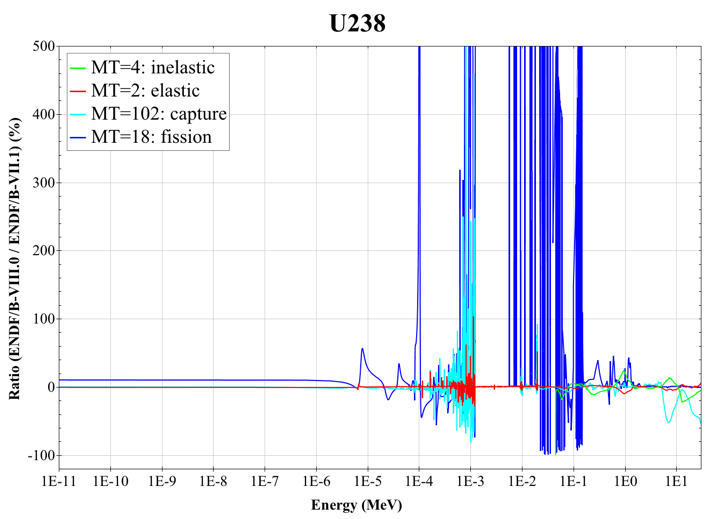 U238
MT=4: inelastic
MT=2: elastic
MT=102: capture
MT=18: fission
Ratio (ENDF/B-VIII.0 / ENDF/B-VII.1) (%)
500
400
300
200
100
0
-100
1E-11 1E-10 1E-9 1E-8 1E-7 1E-6 1E-5 1E-4 1E-3 1E-2 1E-1 1E0 1E1
Energy (MeV)